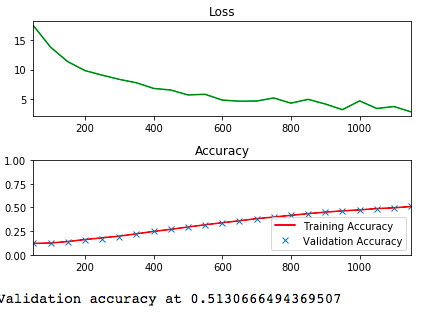 Loss
15
10
5
200 400 600 800 1000
Accuracy
1.00
0.75
0.50
0.25
0.00
Training Accuracy
Validation Accuracy
200 400 600 800 1000
Validation accuracy at 0.5130666494369507